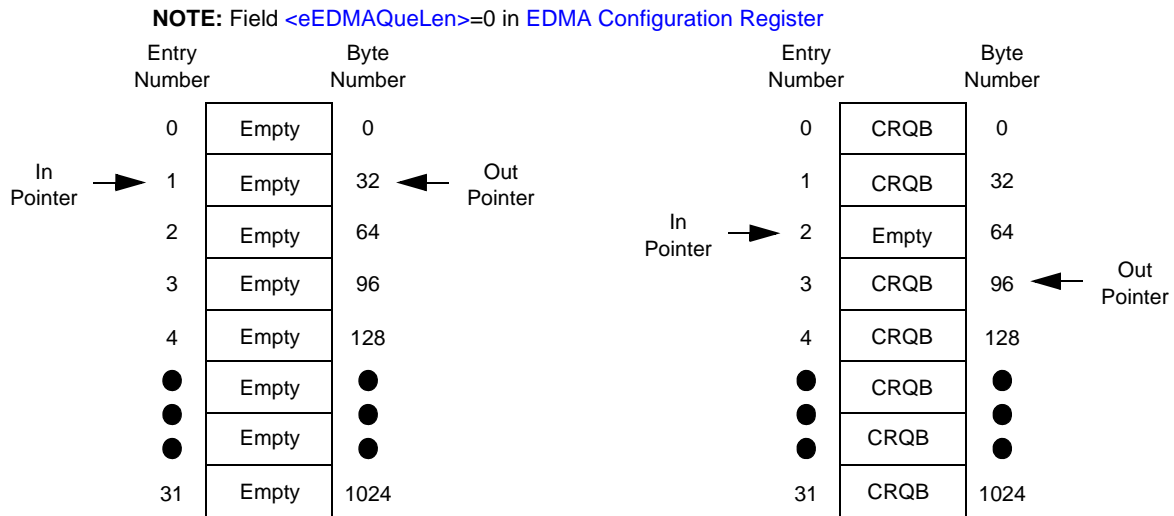 NOTE: Field <eEDMAQueLen>=0 in EDMA Configuration Register
Entry Number
Byte Number
0 Empty 0
In Pointer
1 Empty 32
Out Pointer
2 Empty 64
3 Empty 96
4 Empty 128
Empty
Empty
31 Empty 1024
Entry Number
Byte Number
0 CRQB 0
1 CRQB 32
In Pointer
2 Empty 64
3 CRQB 96
Out Pointer
4 CRQB 128
CRQB
CRQB
31 CRQB 1024